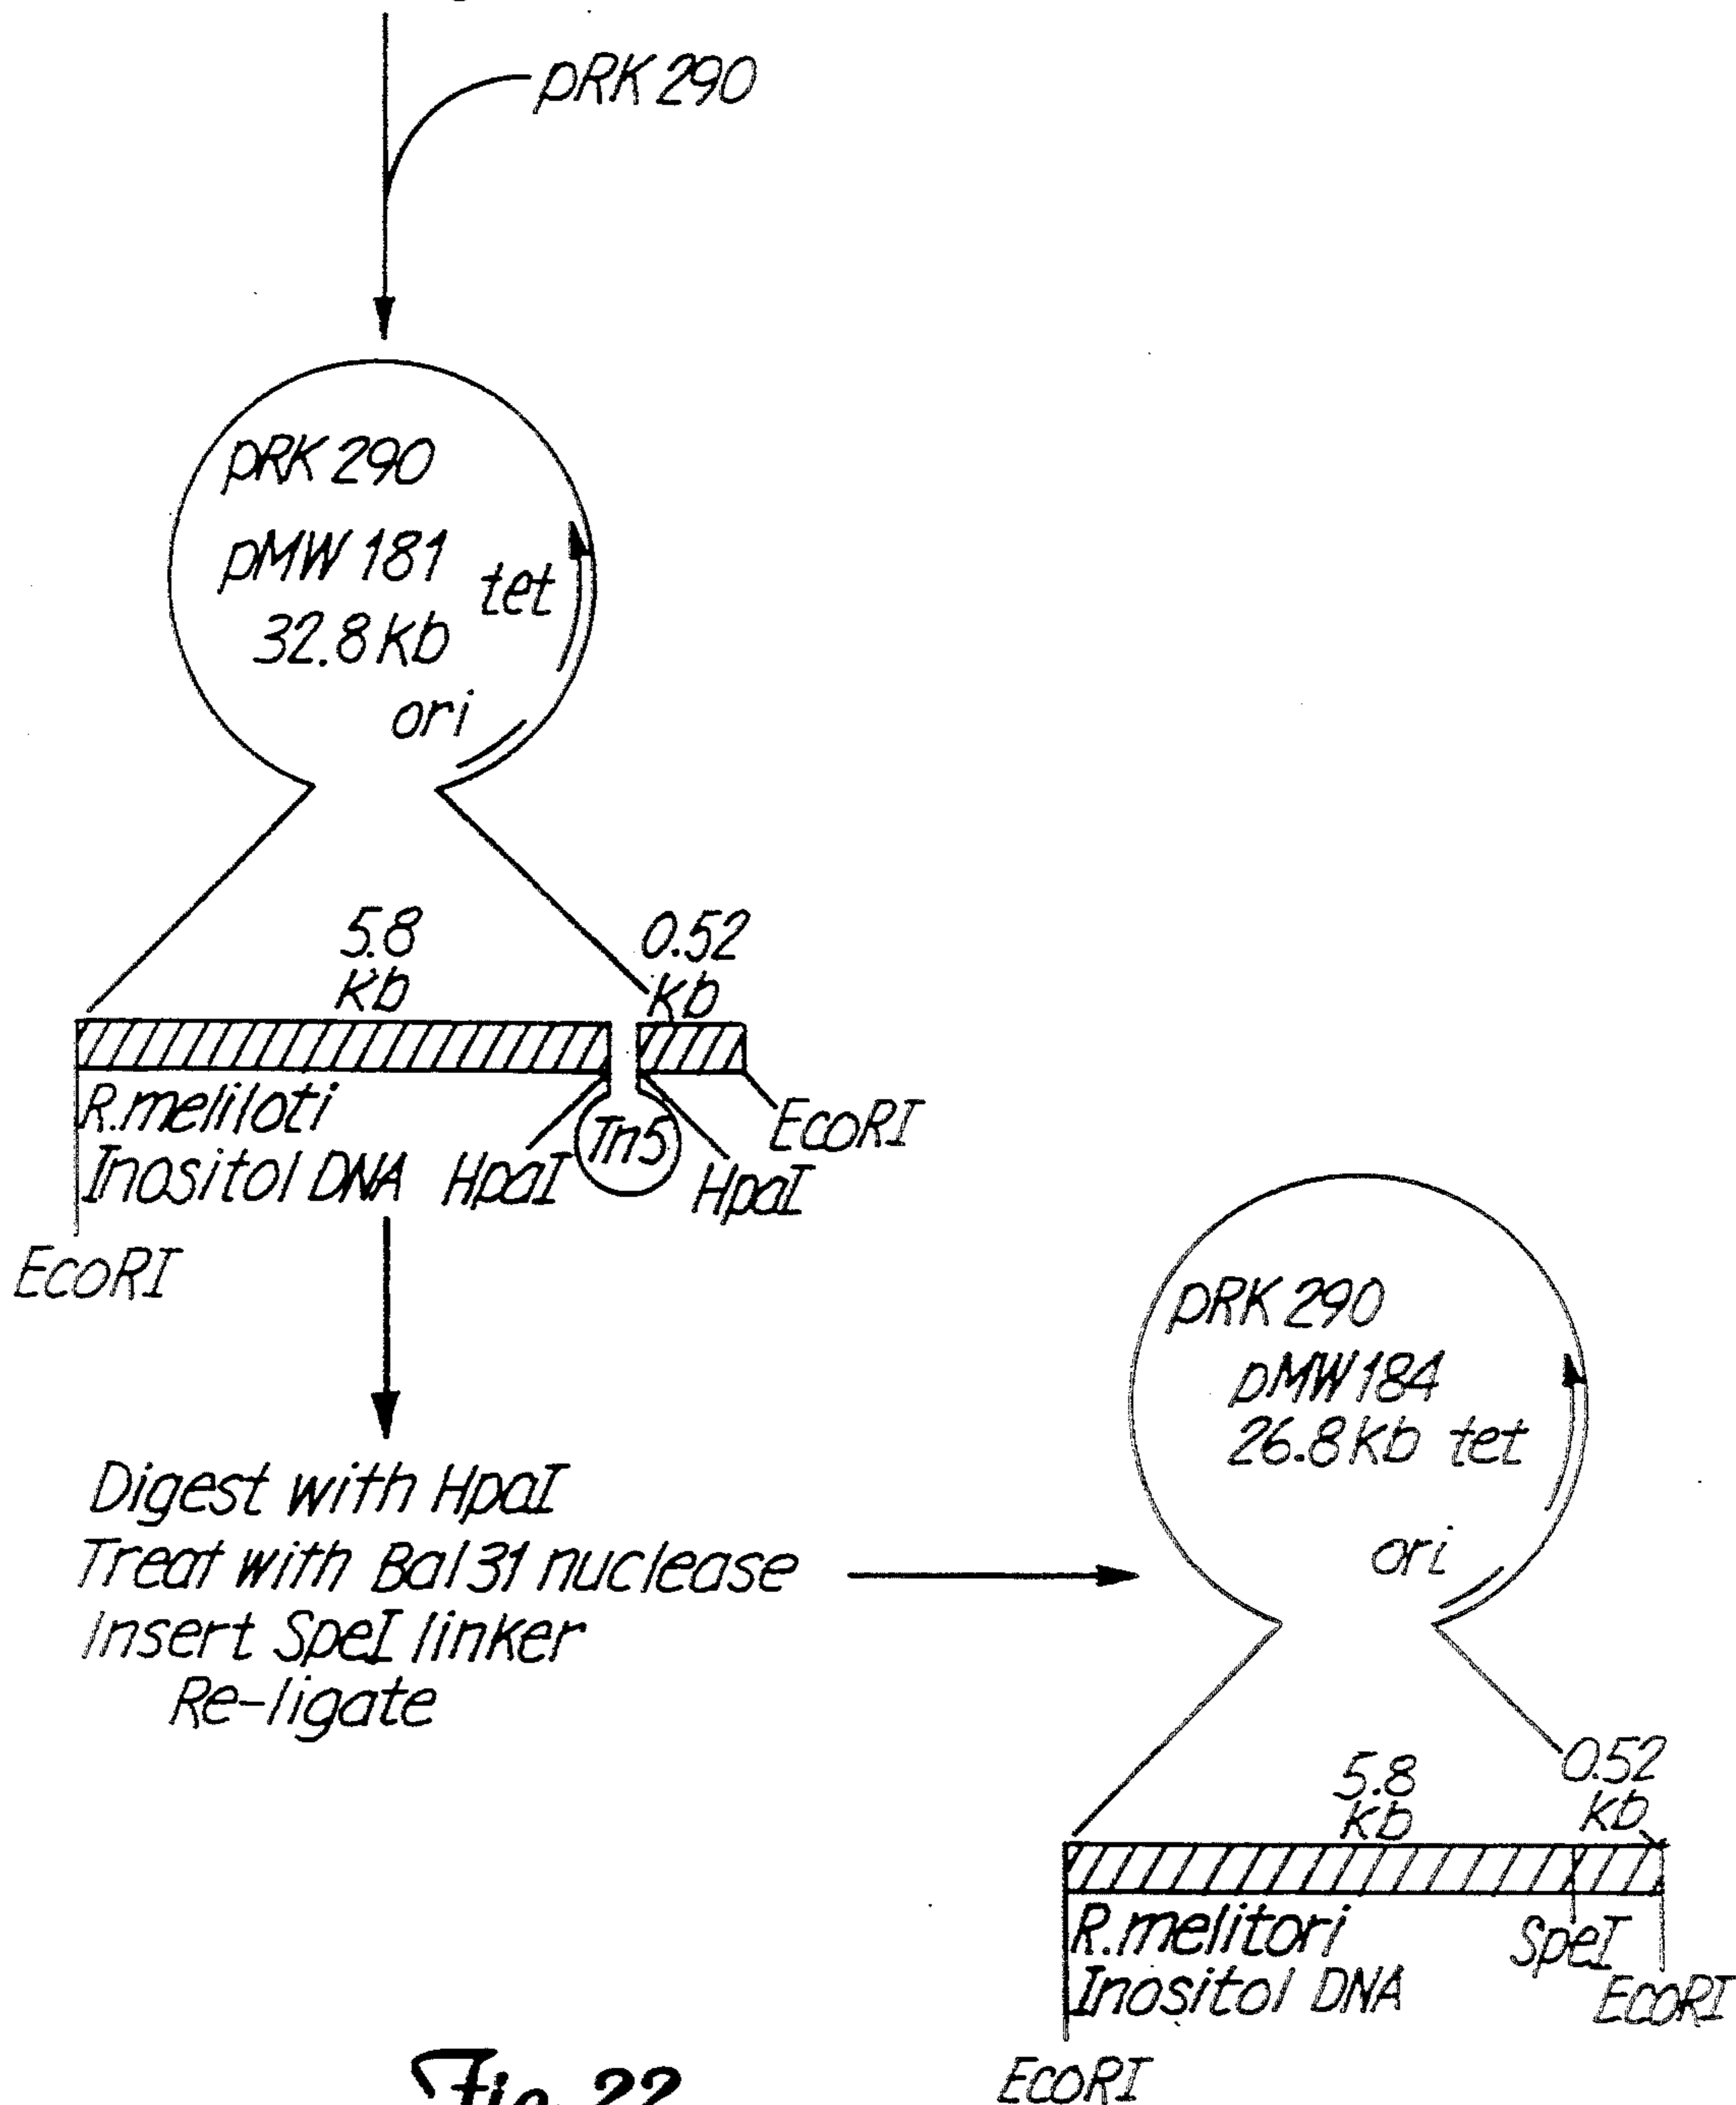 pRK 290
pRK 290
pMW 181
tet
32.8 Kb
ori
5.8
Kb
0.52
Kb
R.meliloti
Inositol DNA
HpaI
Tn5
HpaI
EcoRI
EcoRI
Digest with HpaI
Treat with Bal 31 nuclease
Insert SpeI linker
Re-ligate
pRK 290
pMW 184
26.8 Kb tet
ori
5.8
Kb
0.52
Kb
R.melitori
Inositol DNA
SpeI
EcoRI
EcoRI
Fig. 22